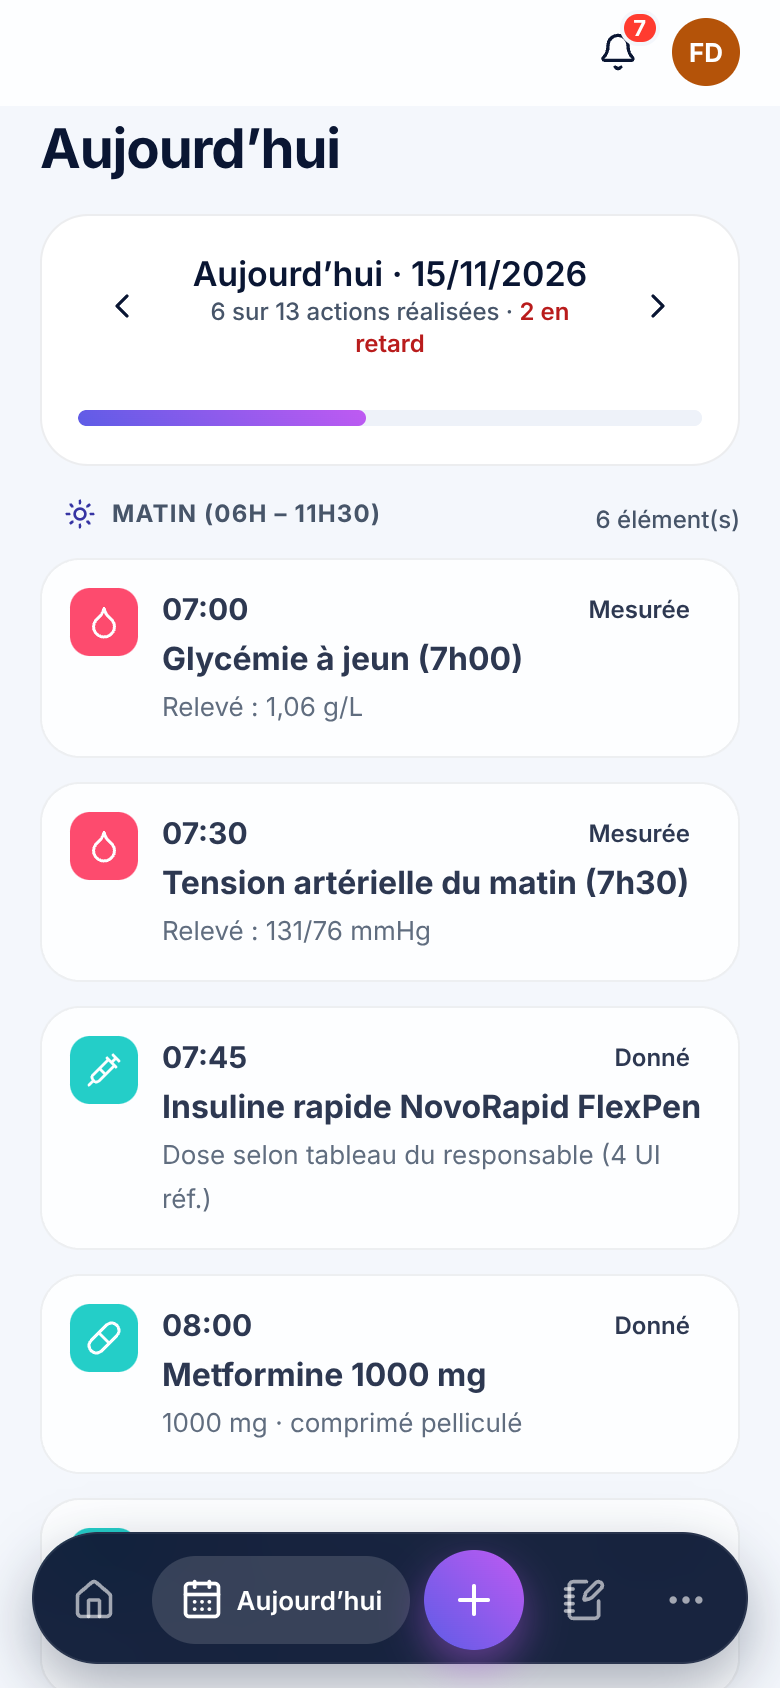 7
FD
Aujourd’hui
Aujourd’hui · 15/11/2026
6 sur 13 actions réalisées · 2 en
retard
MATIN (06H – 11H30)
6 élément(s)
07:00
Mesurée
Glycémie à jeun (7h00)
Relevé : 1,06 g/L
07:30
Mesurée
Tension artérielle du matin (7h30)
Relevé : 131/76 mmHg
07:45
Donné
Insuline rapide NovoRapid FlexPen
Dose selon tableau du responsable (4 UI
réf.)
08:00
Donné
Metformine 1000 mg
1000 mg · comprimé pelliculé
Aujourd’hui